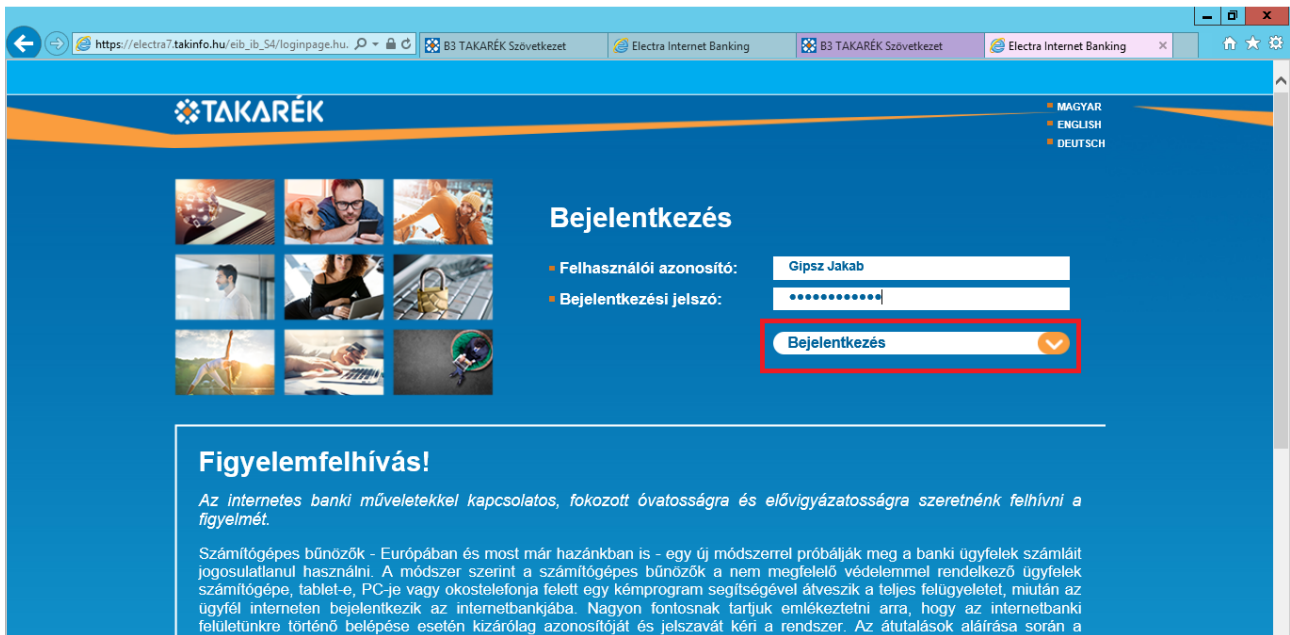 https://electra7.takinfo.hu/eib_ib_S4/loginpage.hu.
B3 TAKARÉK Szövetkezet
Electra Internet Banking
B3 TAKARÉK Szövetkezet
Electra Internet Banking
TAKARÉK
MAGYAR
ENGLISH
DEUTSCH
Bejelentkezés
Felhasználói azonosító: Gipsz Jakab
Bejelentkezési jelszó: ••••••••••••
Bejelentkezés
Figyelemfelhívás!
Az internetes banki műveletekkel kapcsolatos, fokozott óvatosságra és elővigyázatosságra szeretnénk felhívni a
figyelmét.
Számítógépes bűnözők - Európában és most már hazánkban is - egy új módszerrel próbálják meg a banki ügyfelek számláit
jogosulatlanul használni. A módszer szerint a számítógépes bűnözők a nem megfelelő védelemmel rendelkező ügyfelek
számítógépe, tablet-e, PC-je vagy okostelefonja felett egy kémprogram segítségével átveszik a teljes felügyeletet, miután az
ügyfél interneten bejelentkezik az internetbankjába. Nagyon fontosnak tartjuk emlékeztetni arra, hogy az internetbanki
felületünkre történő belépése esetén kizárólag azonosítóját és jelszavát kéri a rendszer. Az átutalások aláírása során a